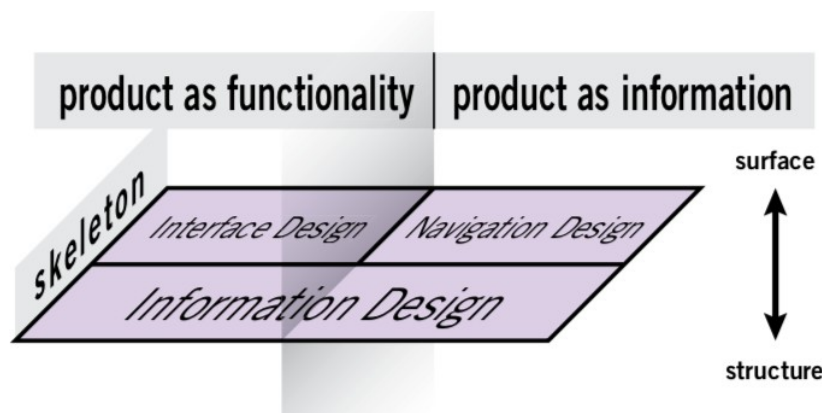 product as functionality
product as information
surface
skeleton
Interface Design
Navigation Design
Information Design
structure